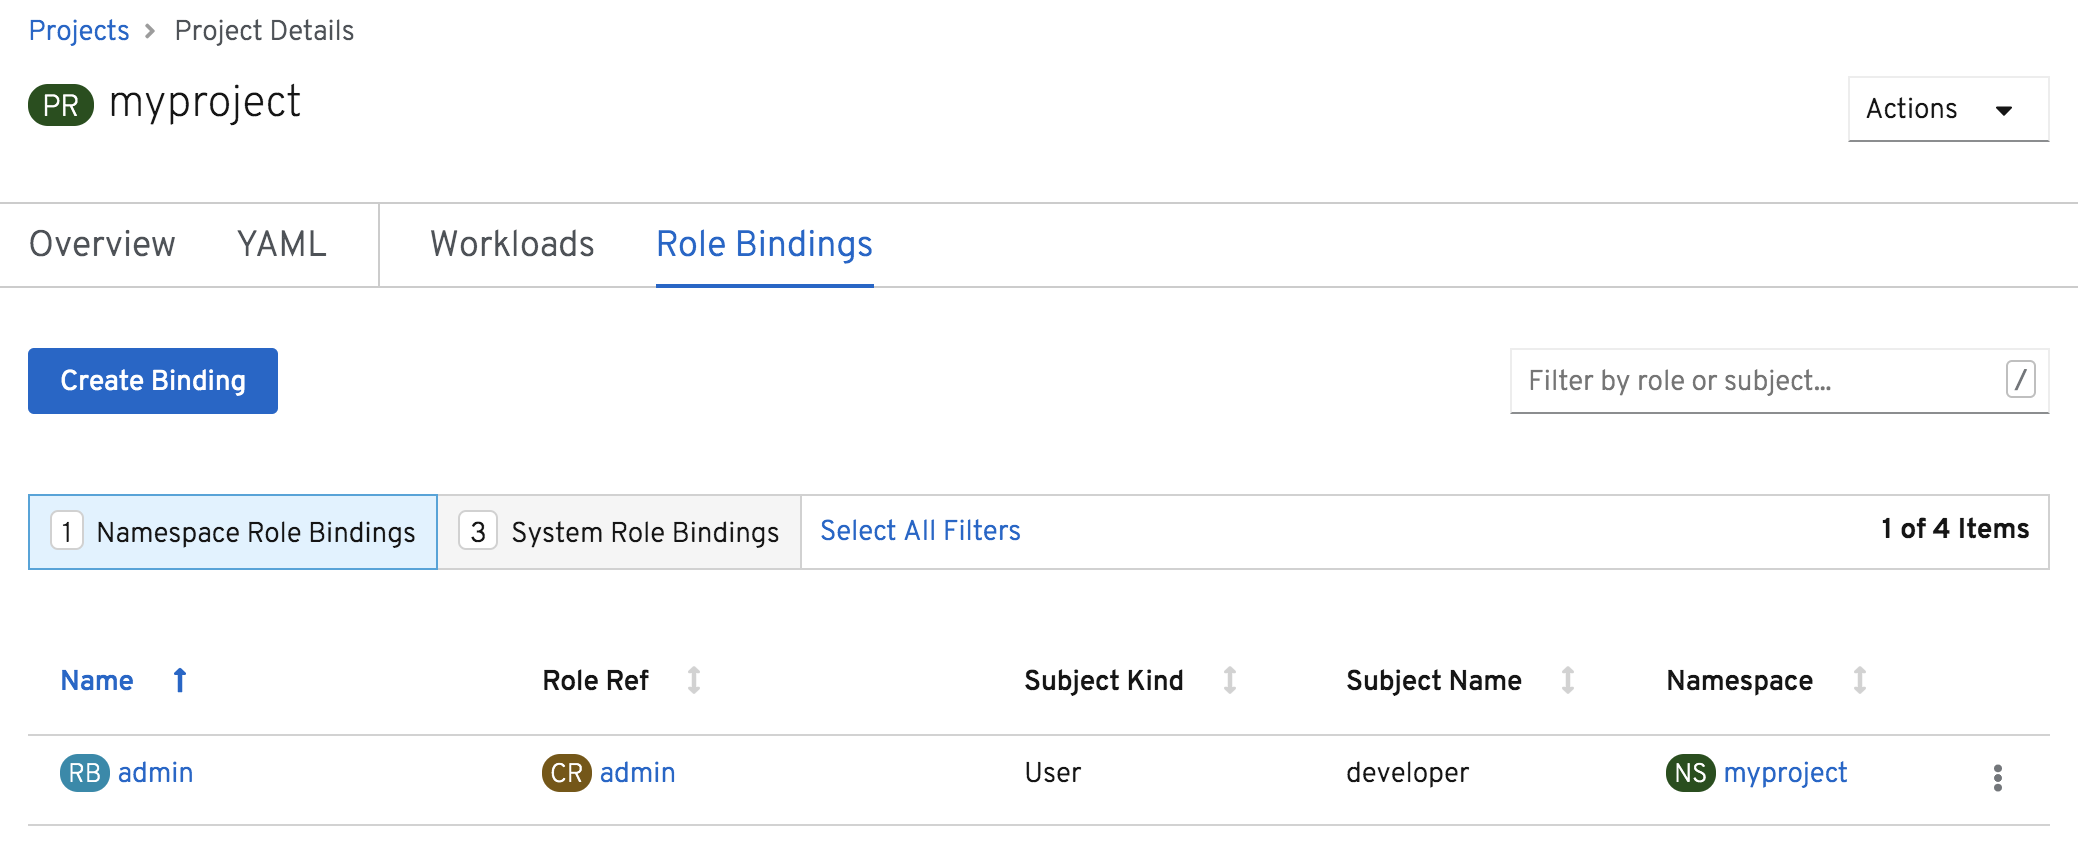 Projects > Project Details
PR myproject
Actions
Overview YAML Workloads Role Bindings
Create Binding
Filter by role or subject... /
1 Namespace Role Bindings 3 System Role Bindings Select All Filters 1 of 4 Items
Name Role Ref Subject Kind Subject Name Namespace
RB admin CR admin User developer NS myproject